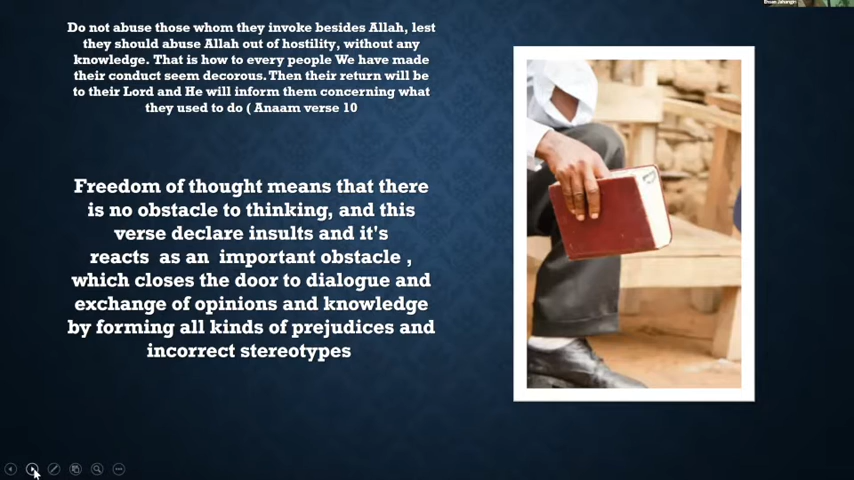 Ehsan Jahangiri
Do not abuse those whom they invoke besides Allah, lest
they should abuse Allah out of hostility, without any
knowledge. That is how to every people We have made
their conduct seem decorous. Then their return will be
to their Lord and He will inform them concerning what
they used to do ( Anaam verse 10
Freedom of thought means that there
is no obstacle to thinking, and this
verse declare insults and it's
reacts as an important obstacle ,
which closes the door to dialogue and
exchange of opinions and knowledge
by forming all kinds of prejudices and
incorrect stereotypes